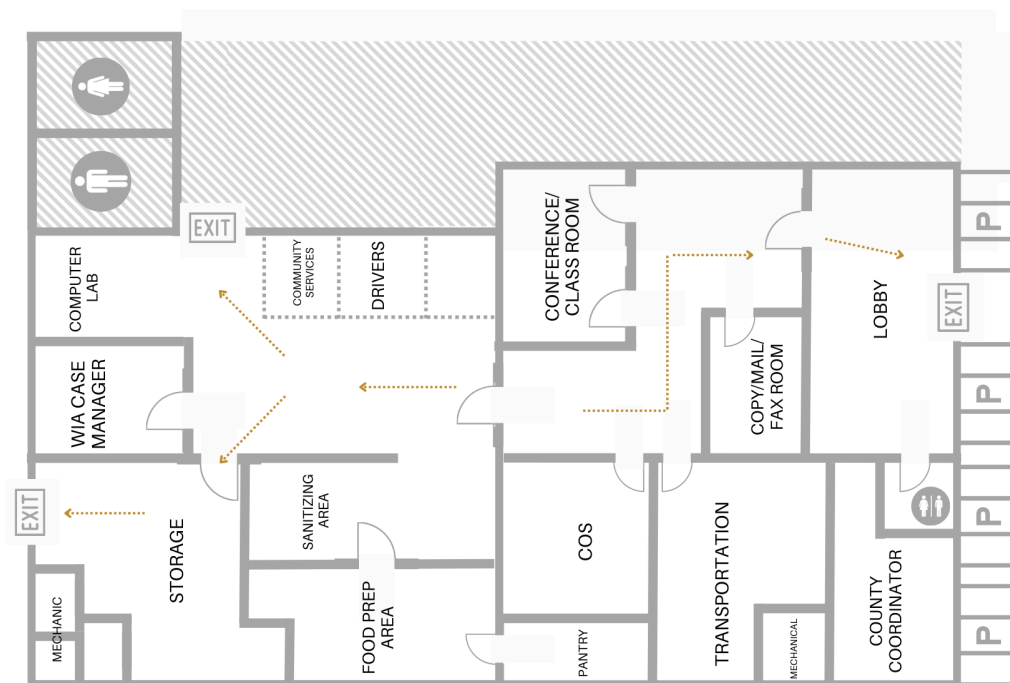 EXIT
COMPUTER
LAB
COMMUNITY
SERVICES
DRIVERS
CONFERENCE/
CLASS ROOM
LOBBY
EXIT
P
WIA CASE
MANAGER
COPY/MAIL/
FAX ROOM
P
EXIT
STORAGE
SANITIZING
AREA
COS
TRANSPORTATION
P
MECHANIC
FOOD PREP
AREA
PANTRY
MECHANICAL
COUNTY
COORDINATOR
P